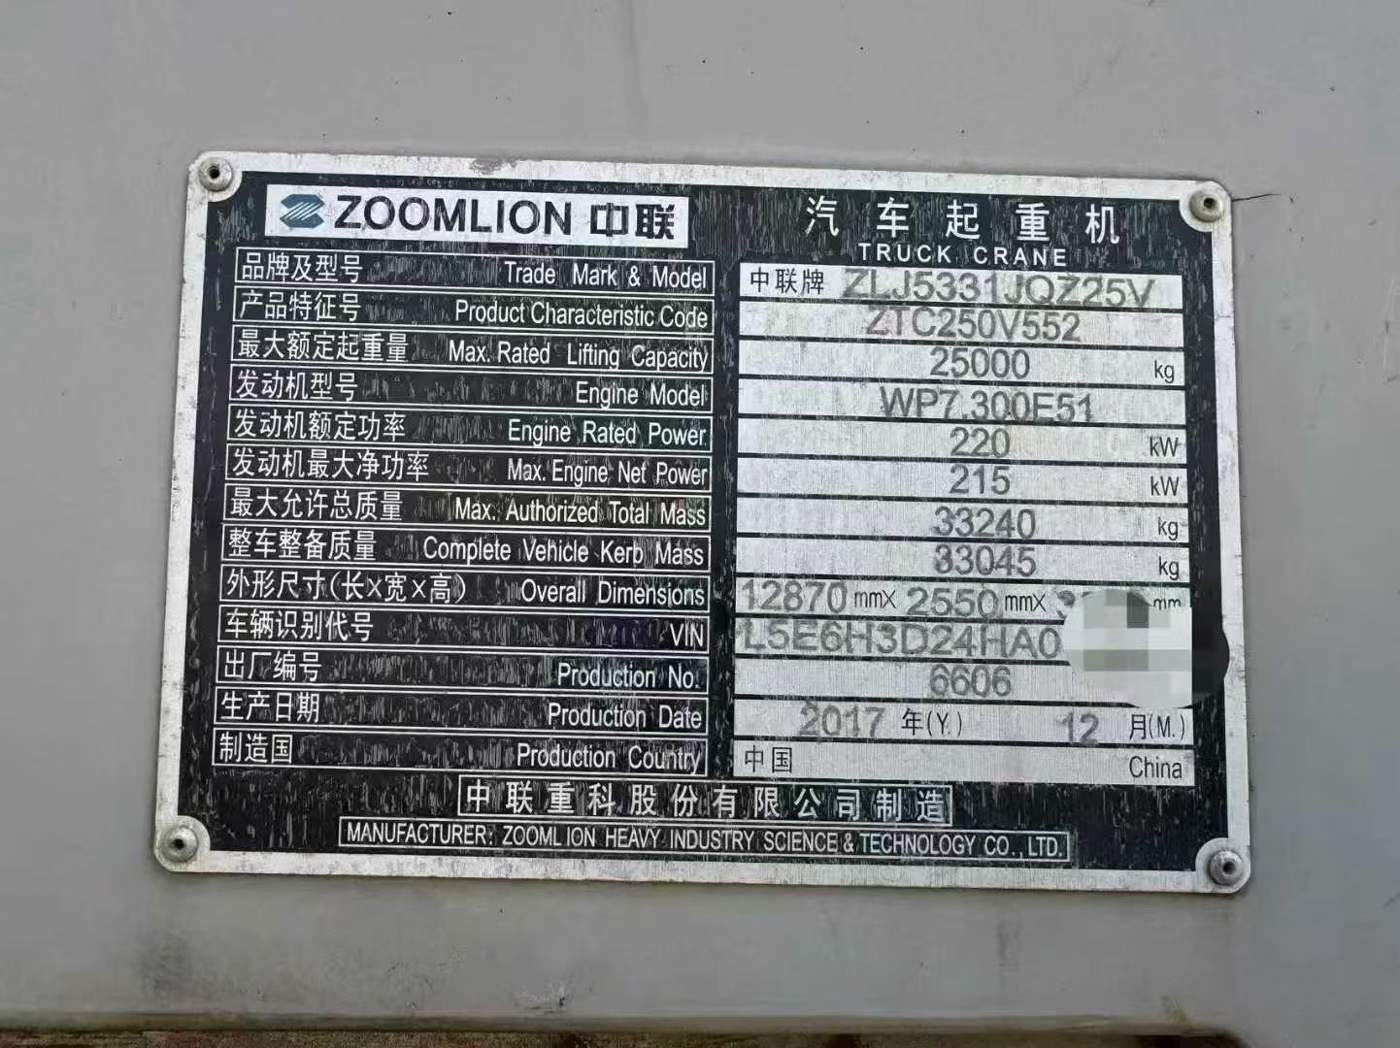 ZOOMLION 中联
汽车起重机
TRUCK CRANE
品牌及型号 Trade Mark & Model 中联牌 ZLJ5331JQZ25V
产品特征号 Product Characteristic Code ZTC250V552
最大额定起重量 Max. Rated Lifting Capacity 25000 kg
发动机型号 Engine Model WP7.300E51
发动机额定功率 Engine Rated Power 220 kW
发动机最大净功率 Max. Engine Net Power 215 kW
最大允许总质量 Max. Authorized Total Mass 33240 kg
整车整备质量 Complete Vehicle Kerb Mass 33045 kg
外形尺寸(长×宽×高) Overall Dimensions 12870 mm× 2550 mm× mm
车辆识别代号 VIN L5E6H3D24HA0
出厂编号 Production No. 6606
生产日期 Production Date 2017 年(Y.) 12 月(M.)
制造国 Production Country 中国 China
中联重科股份有限公司制造
MANUFACTURER: ZOOMLION HEAVY INDUSTRY SCIENCE & TECHNOLOGY CO., LTD.